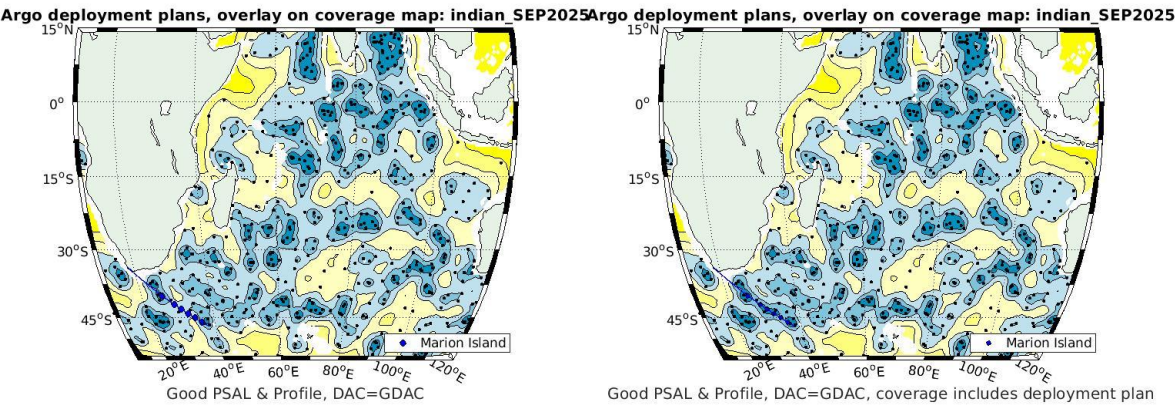 Argo deployment plans, overlay on coverage map: indian_SEP2025
15°N
0°
15°S
30°S
45°S
20°E
40°E
60°E
80°E
100°E
120°E
Marion Island
Good PSAL & Profile, DAC=GDAC
Argo deployment plans, overlay on coverage map: indian_SEP2025
15°N
0°
15°S
30°S
45°S
20°E
40°E
60°E
80°E
100°E
120°E
Marion Island
Good PSAL & Profile, DAC=GDAC, coverage includes deployment plan